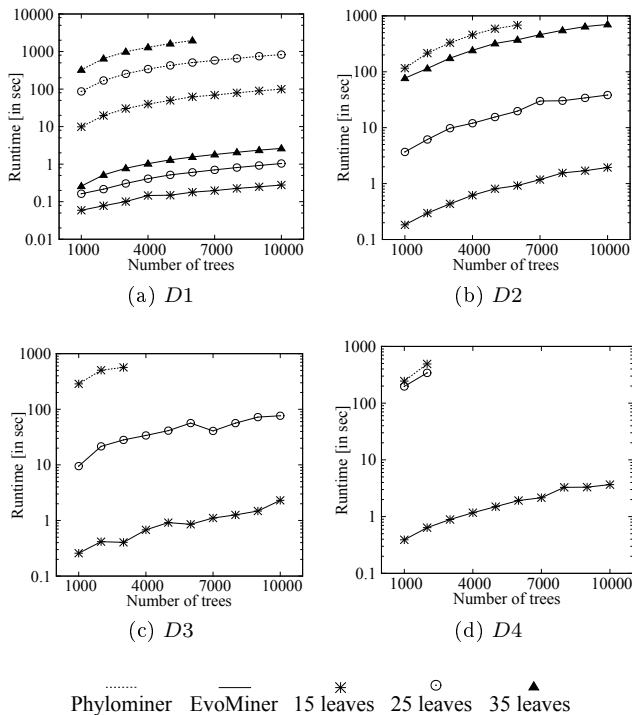 10000
1000
100
10
1
0.1
0.01
Runtime [in sec]
1000 4000 7000 10000
Number of trees
(a) D1
1000
100
10
1
0.1
Runtime [in sec]
1000 4000 7000 10000
Number of trees
(b) D2
1000
100
10
1
0.1
Runtime [in sec]
1000 4000 7000 10000
Number of trees
(c) D3
1000
100
10
1
0.1
Runtime [in sec]
1000 4000 7000 10000
Number of trees
(d) D4
Phylominer EvoMiner 15 leaves 25 leaves 35 leaves